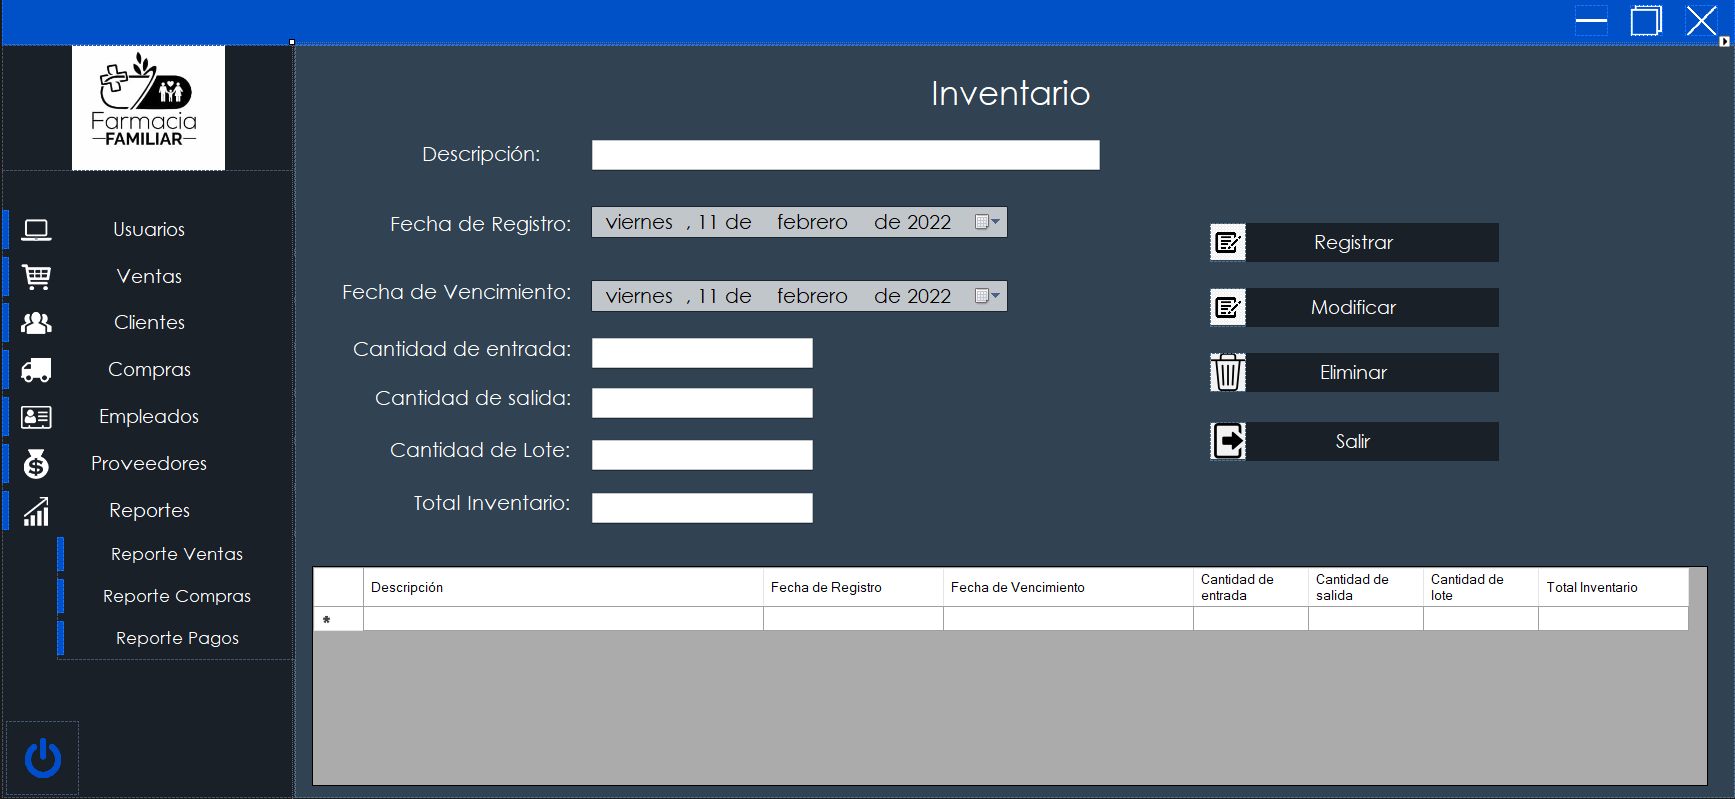 Farmacia
FAMILIAR
Usuarios
Ventas
Clientes
Compras
Empleados
Proveedores
Reportes
Reporte Ventas
Reporte Compras
Reporte Pagos
Inventario
Descripción:
Fecha de Registro: viernes , 11 de febrero de 2022
Fecha de Vencimiento: viernes , 11 de febrero de 2022
Cantidad de entrada:
Cantidad de salida:
Cantidad de Lote:
Total Inventario:
Registrar
Modificar
Eliminar
Salir
Descripción Fecha de Registro Fecha de Vencimiento Cantidad de entrada Cantidad de salida Cantidad de lote Total Inventario
*